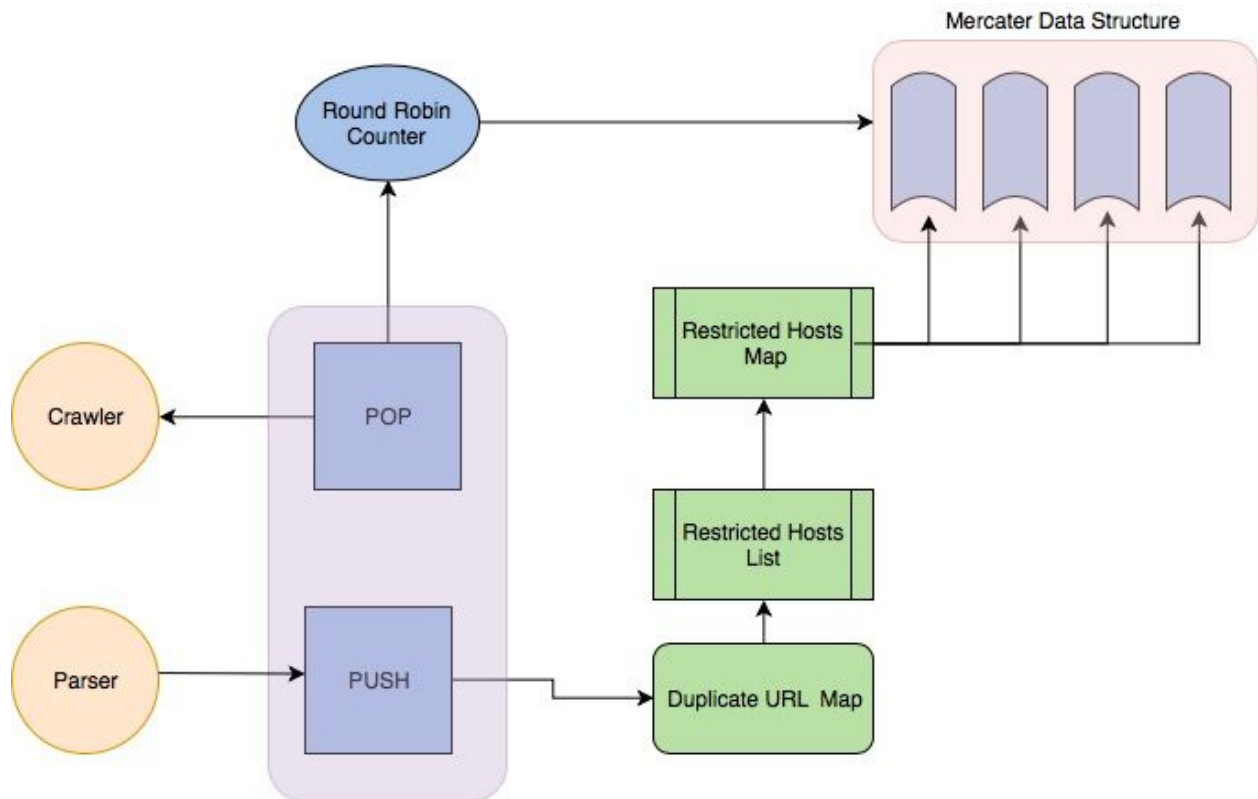 Mercater Data Structure
Round Robin
Counter
Restricted Hosts
Map
Crawler
POP
Restricted Hosts
List
Parser
PUSH
Duplicate URL Map